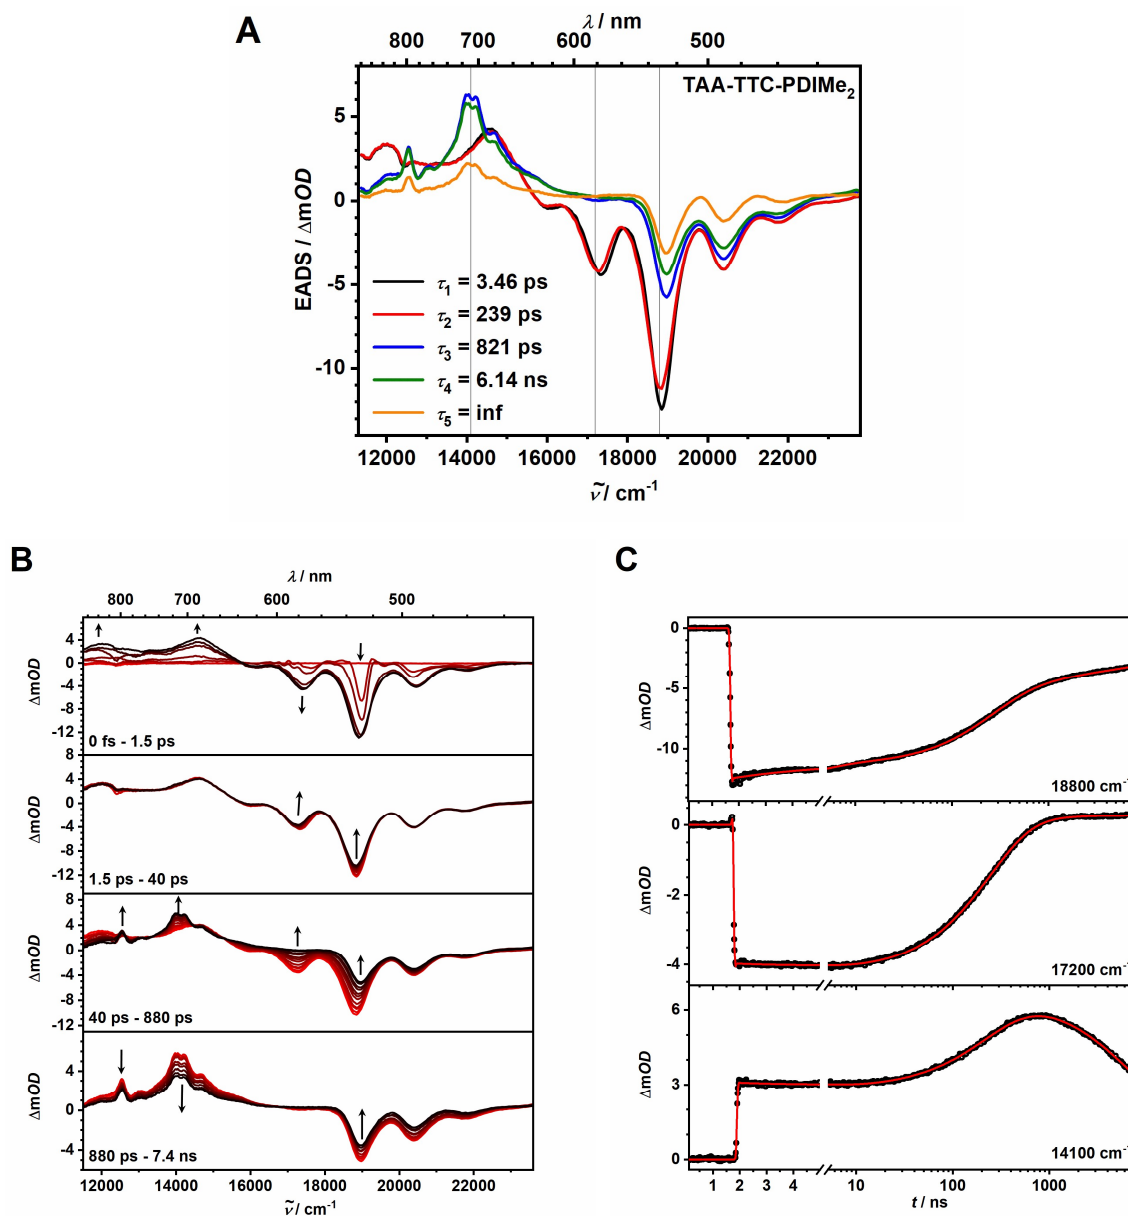 A
λ / nm
800 700 600 500
TAA-TTC-PDIMe2
EADS / ΔmOD
5
0
-5
-10
τ1 = 3.46 ps
τ2 = 239 ps
τ3 = 821 ps
τ4 = 6.14 ns
τ5 = inf
12000 14000 16000 18000 20000 22000
ν̃ / cm-1
B
λ / nm
800 700 600 500
ΔmOD
4
0
-4
-8
-12
0 fs - 1.5 ps
ΔmOD
8
4
0
-4
-8
-12
1.5 ps - 40 ps
ΔmOD
8
4
0
-4
-8
-12
40 ps - 880 ps
ΔmOD
4
0
-4
880 ps - 7.4 ns
12000 14000 16000 18000 20000 22000
ν̃ / cm-1
C
ΔmOD
0
-5
-10
18800 cm-1
ΔmOD
0
-2
-4
17200 cm-1
ΔmOD
6
3
0
14100 cm-1
1 2 3 4 10 100 1000
t / ns